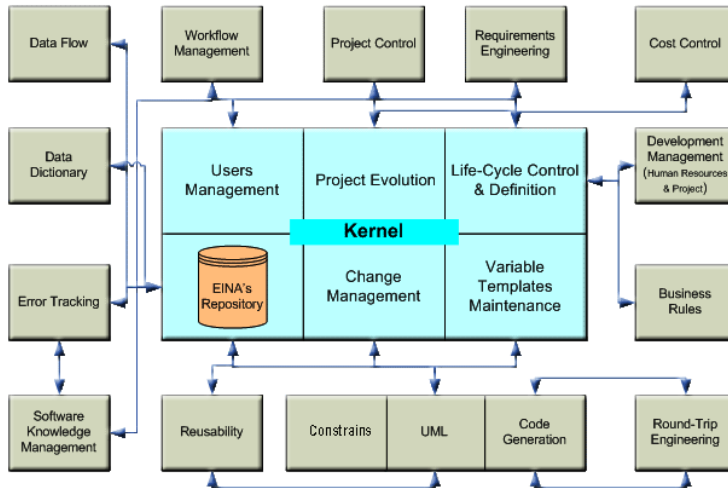 Data Flow
Workflow
Management
Project Control
Requirements
Engineering
Cost Control
Data
Dictionary
Users
Management
Project Evolution
Life-Cycle Control
& Definition
Development
Management
(Human Resources
& Project)
Kernel
Error Tracking
EINA's
Repository
Change
Management
Variable
Templates
Maintenance
Business
Rules
Software
Knowledge
Management
Reusability
Constrains
UML
Code
Generation
Round-Trip
Engineering